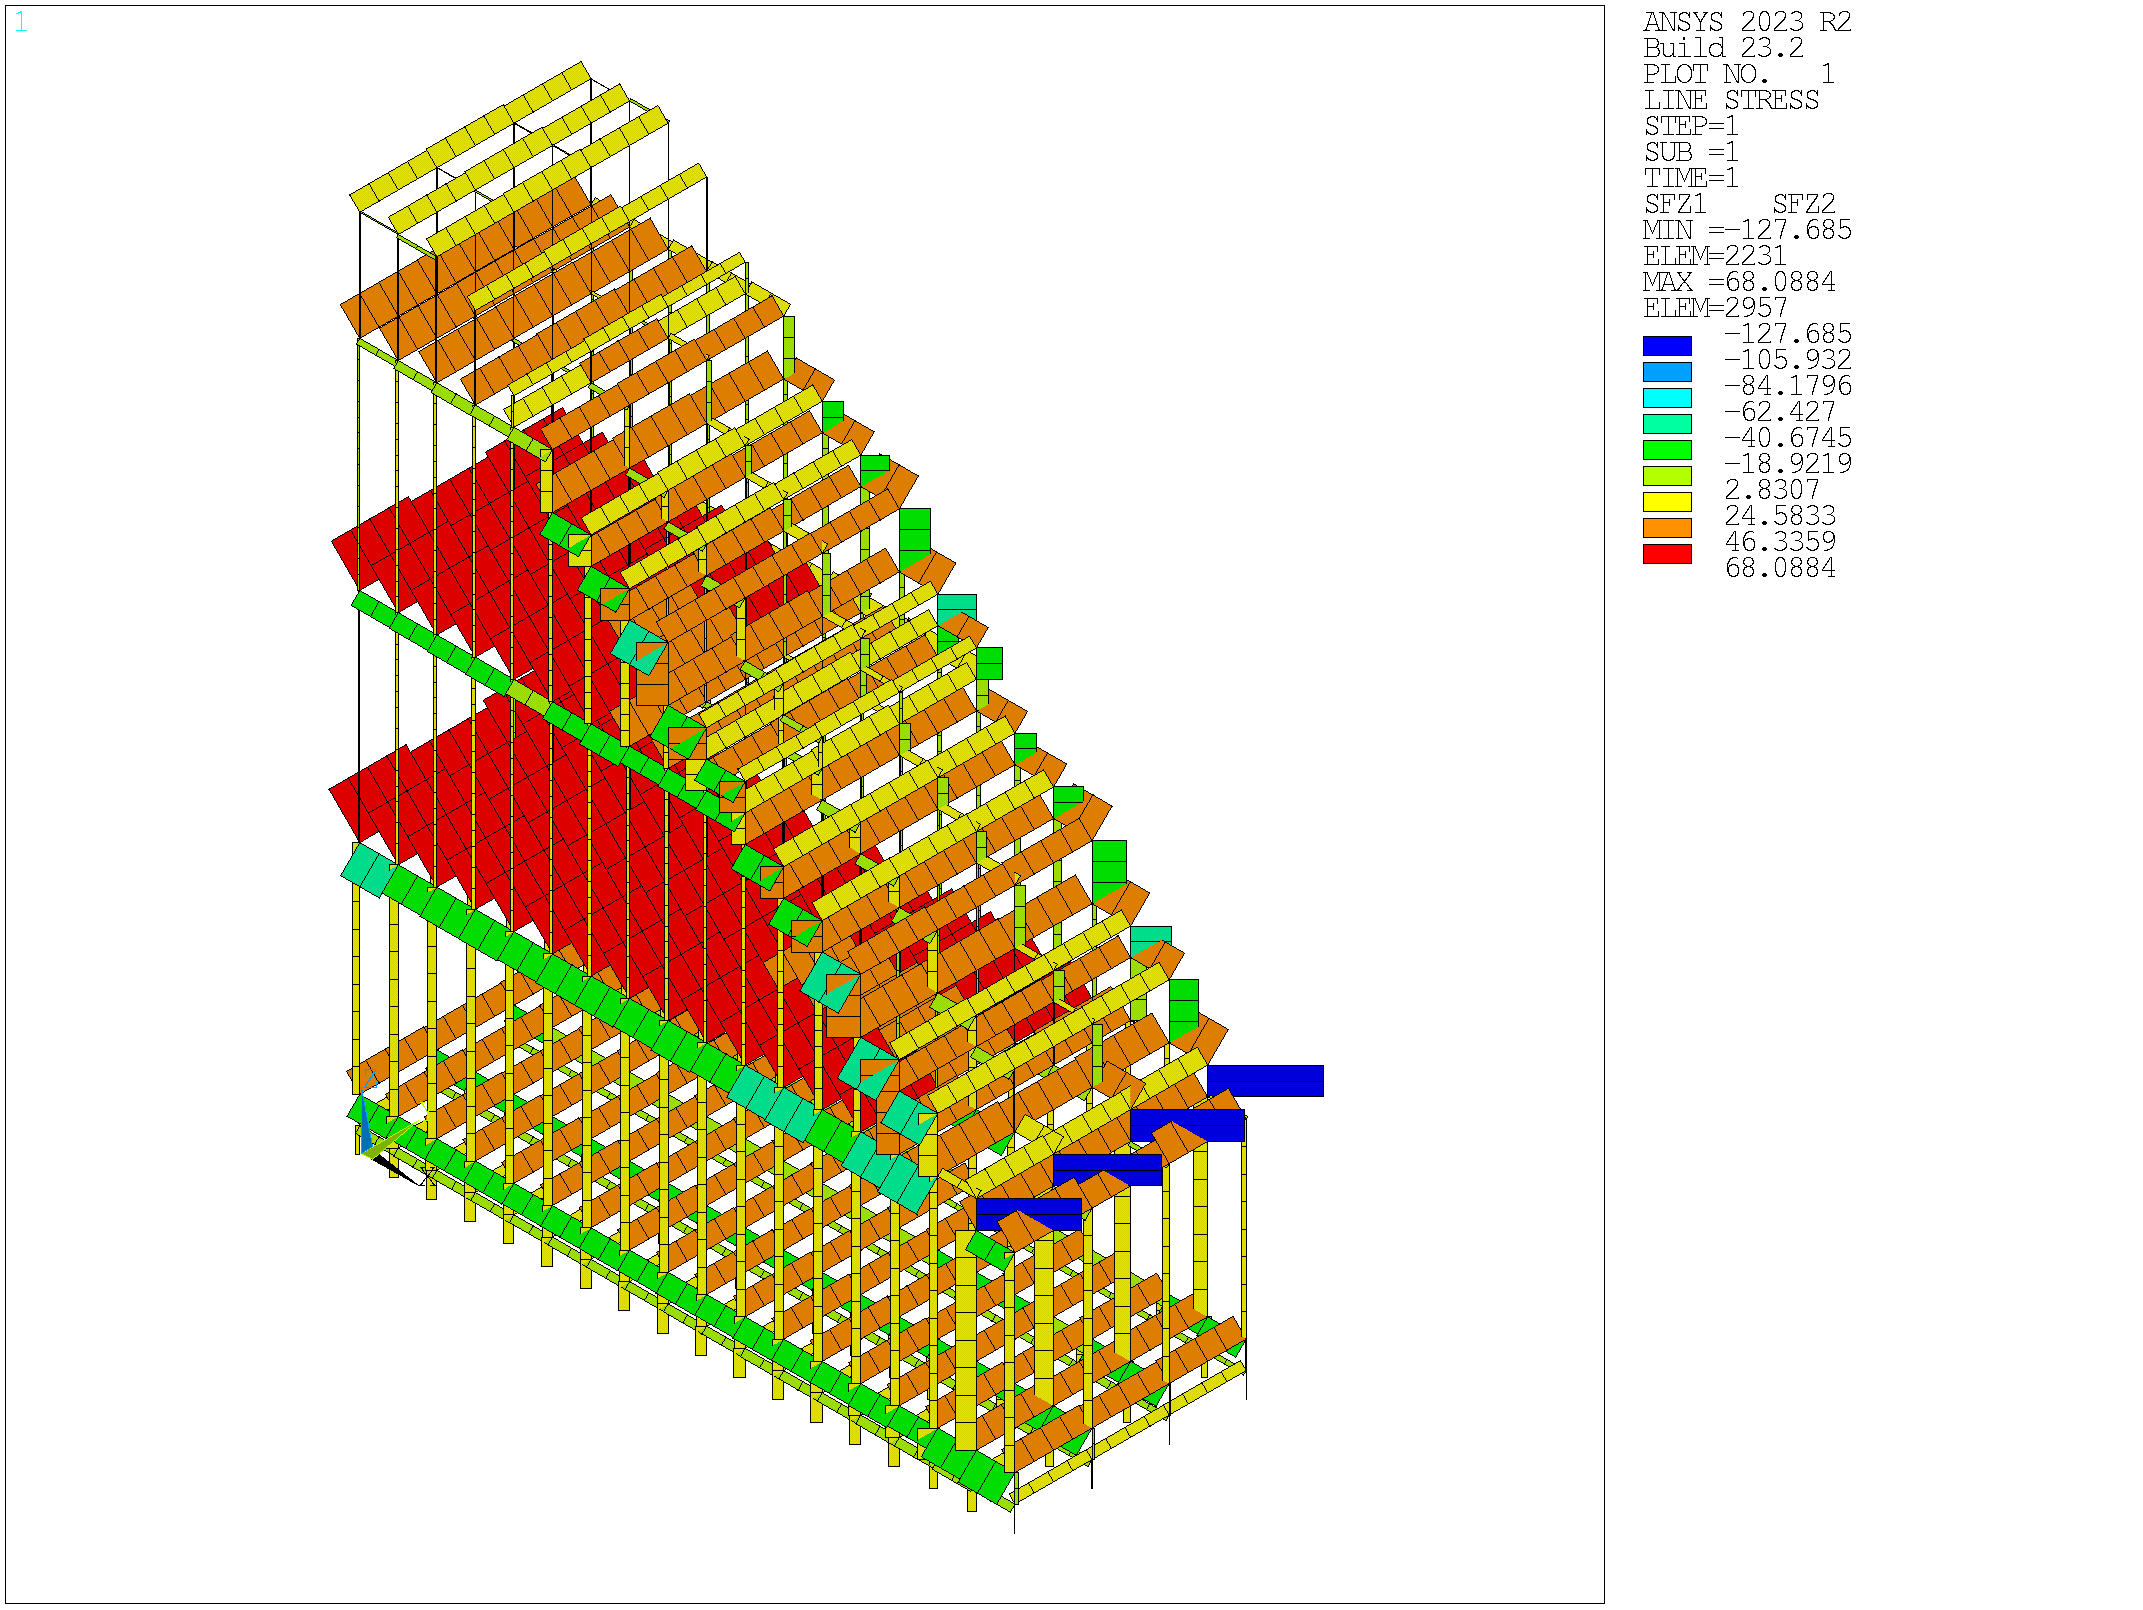 1
ANSYS 2023 R2
Build 23.2
PLOT NO.   1
LINE STRESS
STEP=1
SUB =1
TIME=1
SFZ1    SFZ2
MIN =-127.685
ELEM=2231
MAX =68.0884
ELEM=2957
-127.685
-105.932
-84.1796
-62.427
-40.6745
-18.9219
2.8307
24.5833
46.3359
68.0884